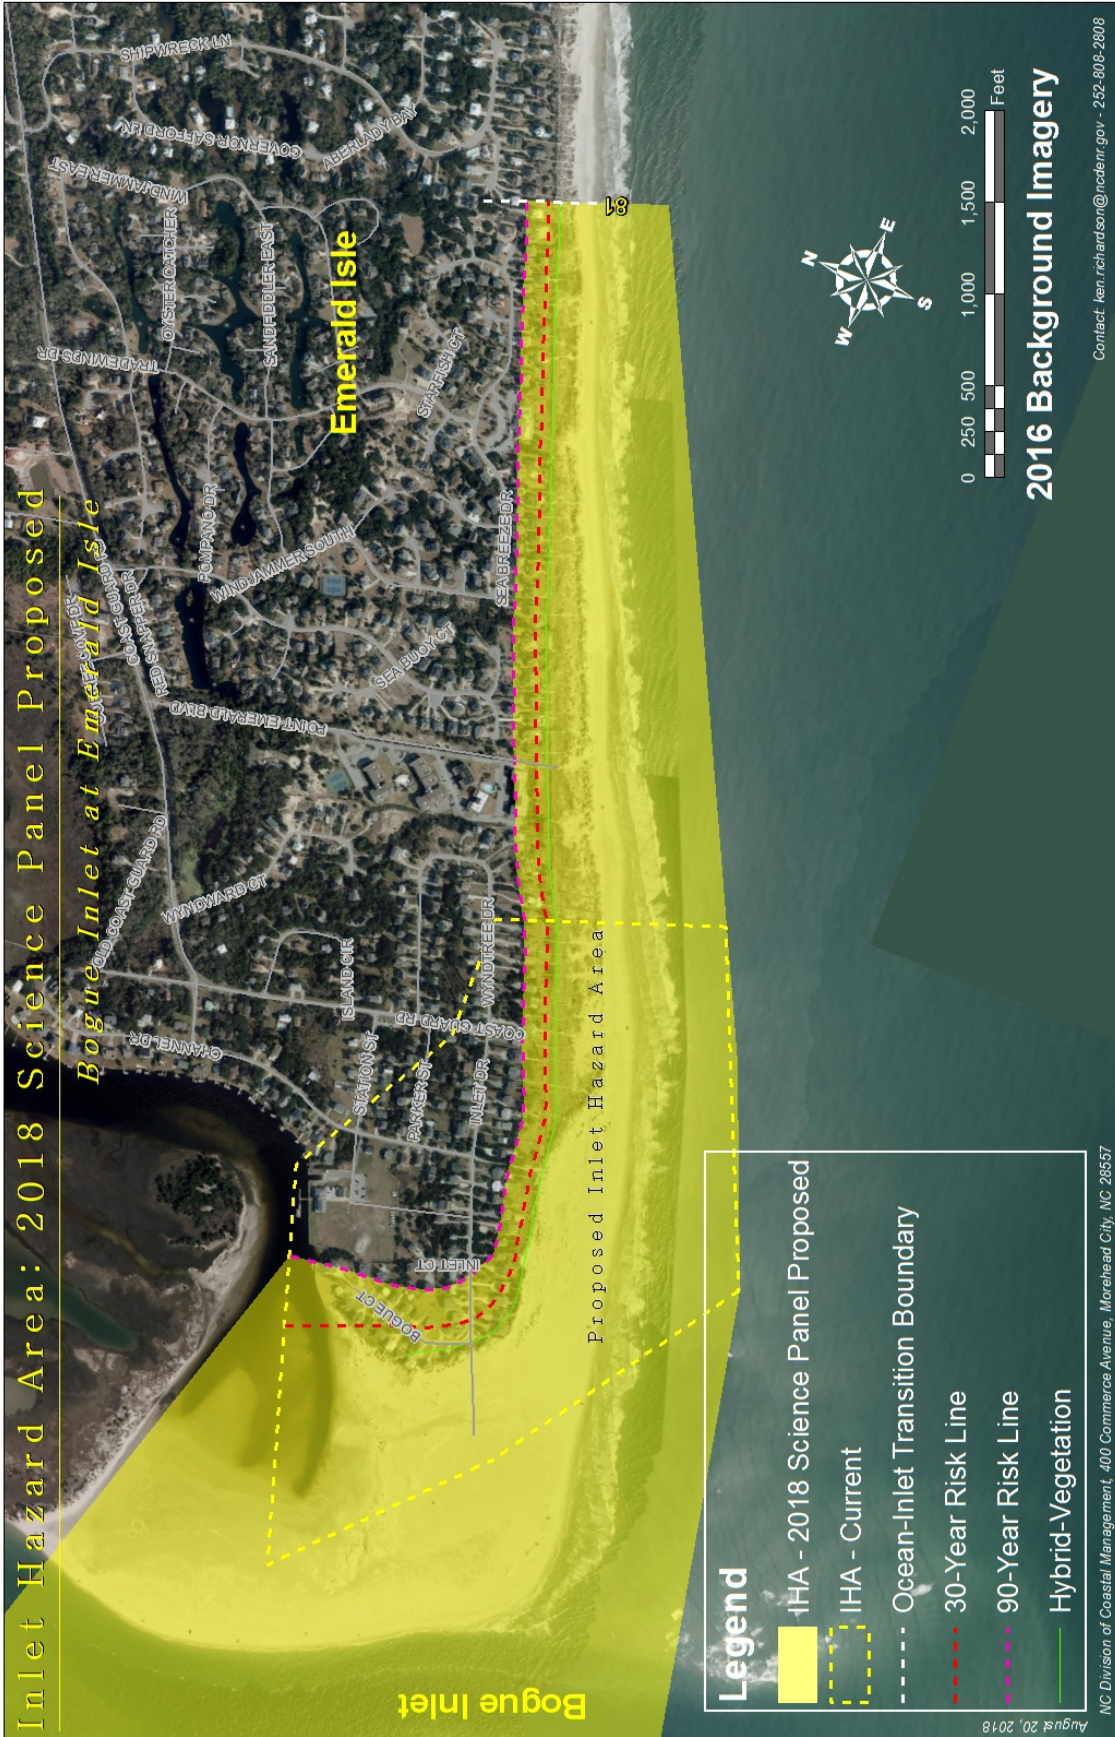 Inlet Hazard Area: 2018 Science Panel Proposed
Bogue Inlet at Emerald Isle
SHIPWRECK LN
GOVERNOR SAFFORD LN
ABERLADY BAY
WINDJAMMER EAST
OYSTER CATCHER
SANDFIDDLER EAST
TRADEWINDS DR
Emerald Isle
STARFISH CT
POMPANO DR
COAST GUARD RD
RED SNAPPER DR
WINDJAMMER SOUTH
SEA BREEZE DR
SEA BUOY CT
POINT EMERALD BLVD
OLD COAST GUARD RD
WYNDWARD CT
ISLAND CIR
WYNDTREE DR
COAST GUARD RD
CHANNEL DR
STATION ST
PARKER ST
INLET DR
INLET CT
BOGUE CT
81
Proposed Inlet Hazard Area
Bogue Inlet
N
E
S
W
0 250 500 1,000 1,500 2,000
Feet
2016 Background Imagery
Legend
IHA - 2018 Science Panel Proposed
IHA - Current
Ocean-Inlet Transition Boundary
30-Year Risk Line
90-Year Risk Line
Hybrid-Vegetation
August 20, 2018
NC Division of Coastal Management, 400 Commerce Avenue, Morehead City, NC 28557
Contact: ken.richardson@ncdenr.gov - 252-808-2808